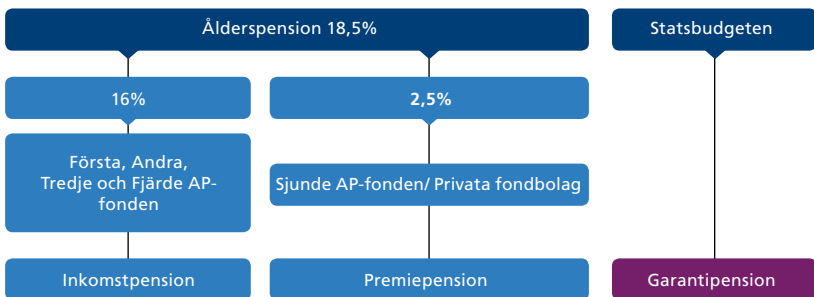 Ålderspension 18,5%
Statsbudgeten
16%
2,5%
Första, Andra,
Tredje och Fjärde AP-
fonden
Sjunde AP-fonden/ Privata fondbolag
Inkomstpension
Premiepension
Garantipension